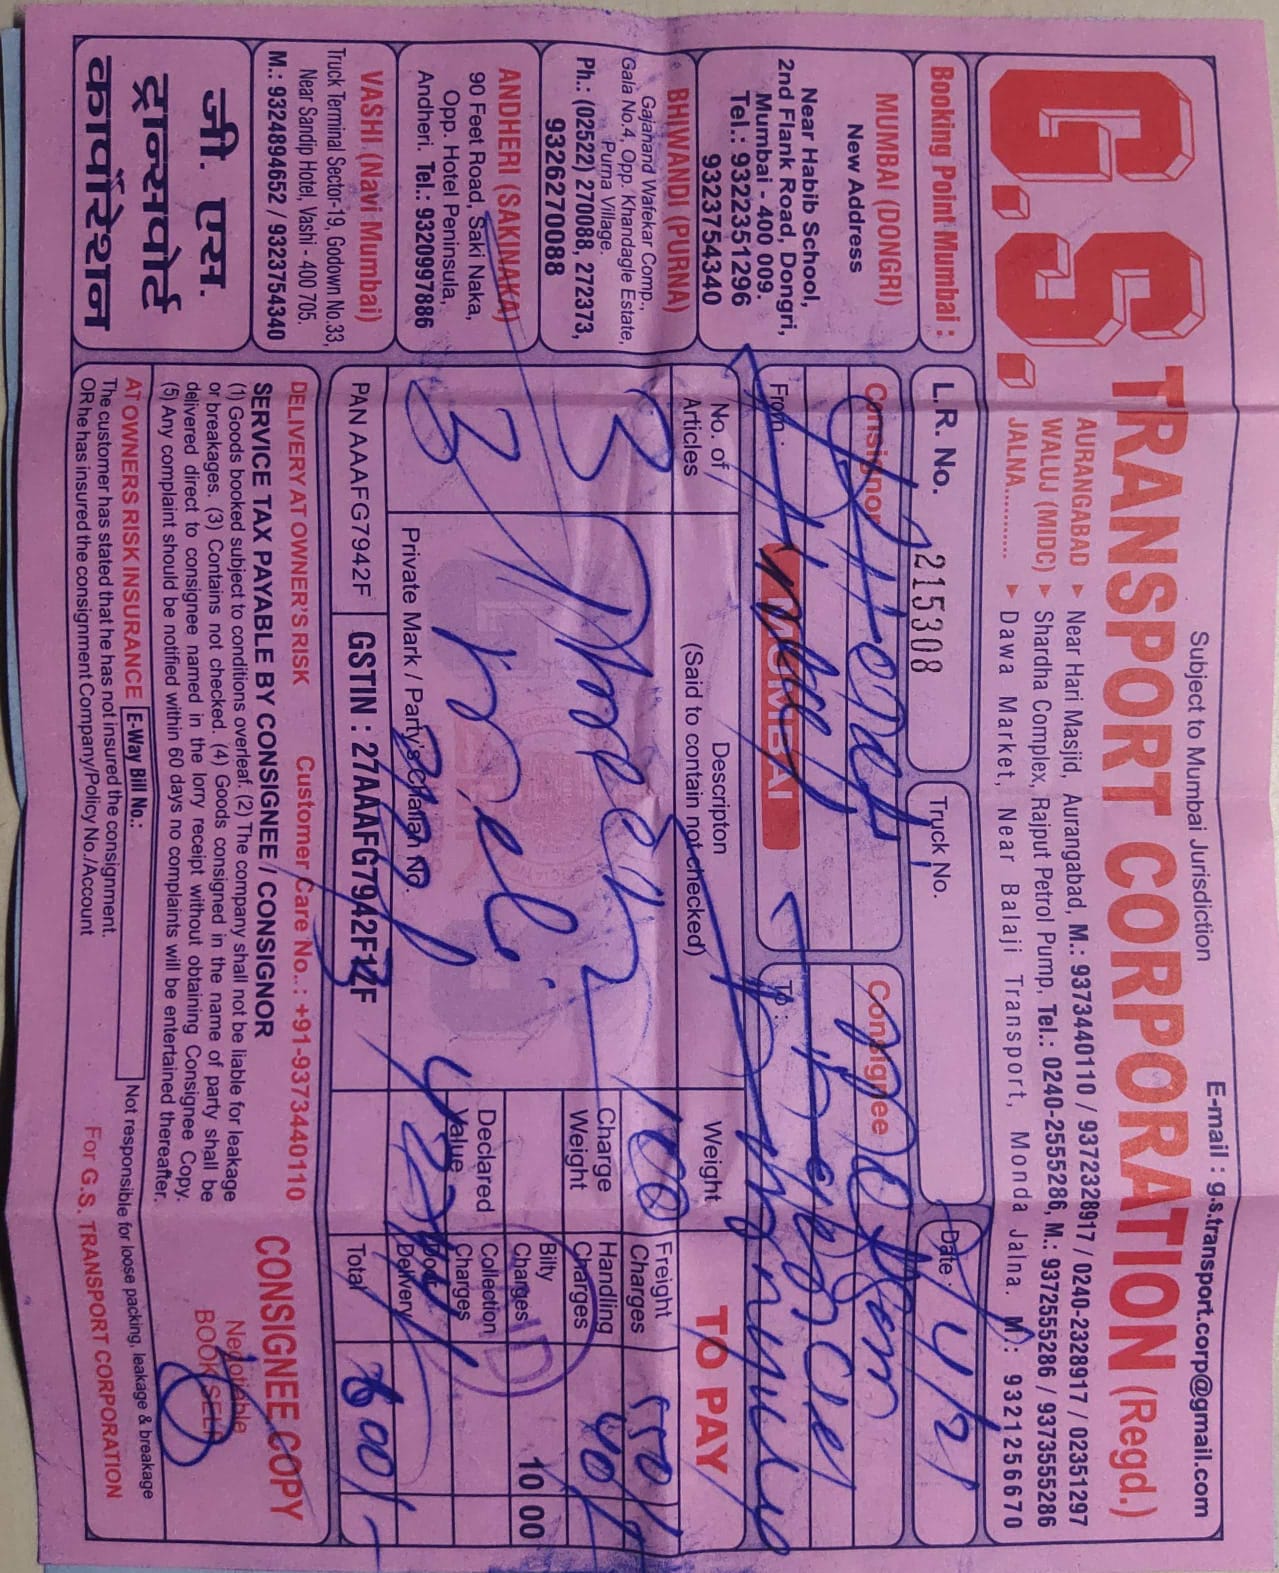 Subject to Mumbai Jurisdiction
E-mail : g.s.transport.corp@gmail.com
G.S. TRANSPORT CORPORATION (Regd.)
AURANGABAD ▸ Near Hari Masjid, Aurangabad, M.: 9373440110 / 9372328917 / 0240-2328917 / 02351297
WALUJ (MIDC) ▸ Shardha Complex, Rajput Petrol Pump, Tel.: 0240-2555286, M.: 9372555286 / 9373555286
JALNA........... ▸ Dawa Market, Near Balaji Transport, Monda Jalna. M.: 9321256670
Booking Point Mumbai :
MUMBAI (DONGRI)
New Address
Near Habib School,
2nd Flank Road, Dongri,
Mumbai - 400 009.
Tel.: 9322351296
9323754340
BHIWANDI (PURNA)
Gajanand Wafekar Comp.,
Gala No.4, Opp. Khandagle Estate,
Purna Village.
Ph.: (02522) 270088, 272373,
9326270088
ANDHERI (SAKINAKA)
90 Feet Road, Saki Naka,
Opp. Hotel Peninsula,
Andheri. Tel.: 9320997886
VASHI (Navi Mumbai)
Truck Terminal Sector-19, Godown No.33,
Near Sandip Hotel, Vashi - 400 705.
M.: 9324894652 / 9323754340
जी. एस.
ट्रान्सपोर्ट
कार्पोरेशन
L.R. No. 215308
Truck No.
Date :
Consignor
Consignee
From : MUMBAI
To :
No. of Articles
Descripton
(Said to contain not checked)
Weight
TO PAY
3
100
Freight Charges 550/
Charge Weight
Handling Charges 40/
Bilty Charges 10 00
Declared Value
Collection Charges
Door Delivery
Total 600/-
3
Private Mark / Party's Challan No.
PAN AAAFG7942F
GSTIN : 27AAAFG7942F1ZF
DELIVERY AT OWNER'S RISK
Customer Care No..: +91-9373440110
SERVICE TAX PAYABLE BY CONSIGNEE / CONSIGNOR
(1) Goods booked subject to conditions overleaf. (2) The company shall not be liable for leakage
or breakages. (3) Contains not checked. (4) Goods consigned in the name of party shall be
delivered direct to consignee named in the lorry receipt without obtaining Consignee Copy.
(5) Any complaint should be notified within 60 days no complaints will be entertained thereafter.
CONSIGNEE COPY
Negotiable
BOOK SELF
AT OWNERS RISK INSURANCE
E-Way Bill No.:
The customer has stated that he has not insured the consignment.
OR he has insured the consignment Company/Policy No./Account
Not responsible for loose packing, leakage & breakage
For G.S. TRANSPORT CORPORATION